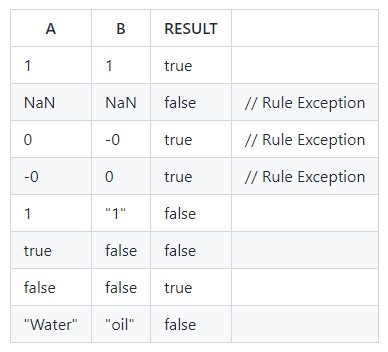 A B RESULT
1 1 true
NaN NaN false // Rule Exception
0 -0 true // Rule Exception
-0 0 true // Rule Exception
1 "1" false
true false false
false false true
"Water" "oil" false